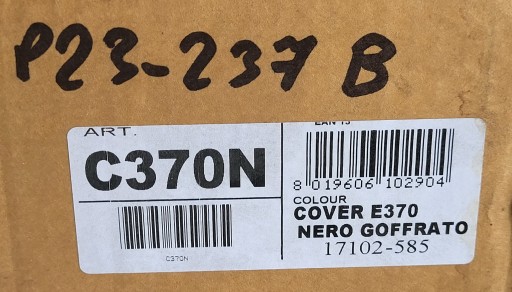 P23-237 B
ART.
C370N
C370N
EAN 13
8 019606 102904
COLOUR
COVER E370
NERO GOFFRATO
17102-585